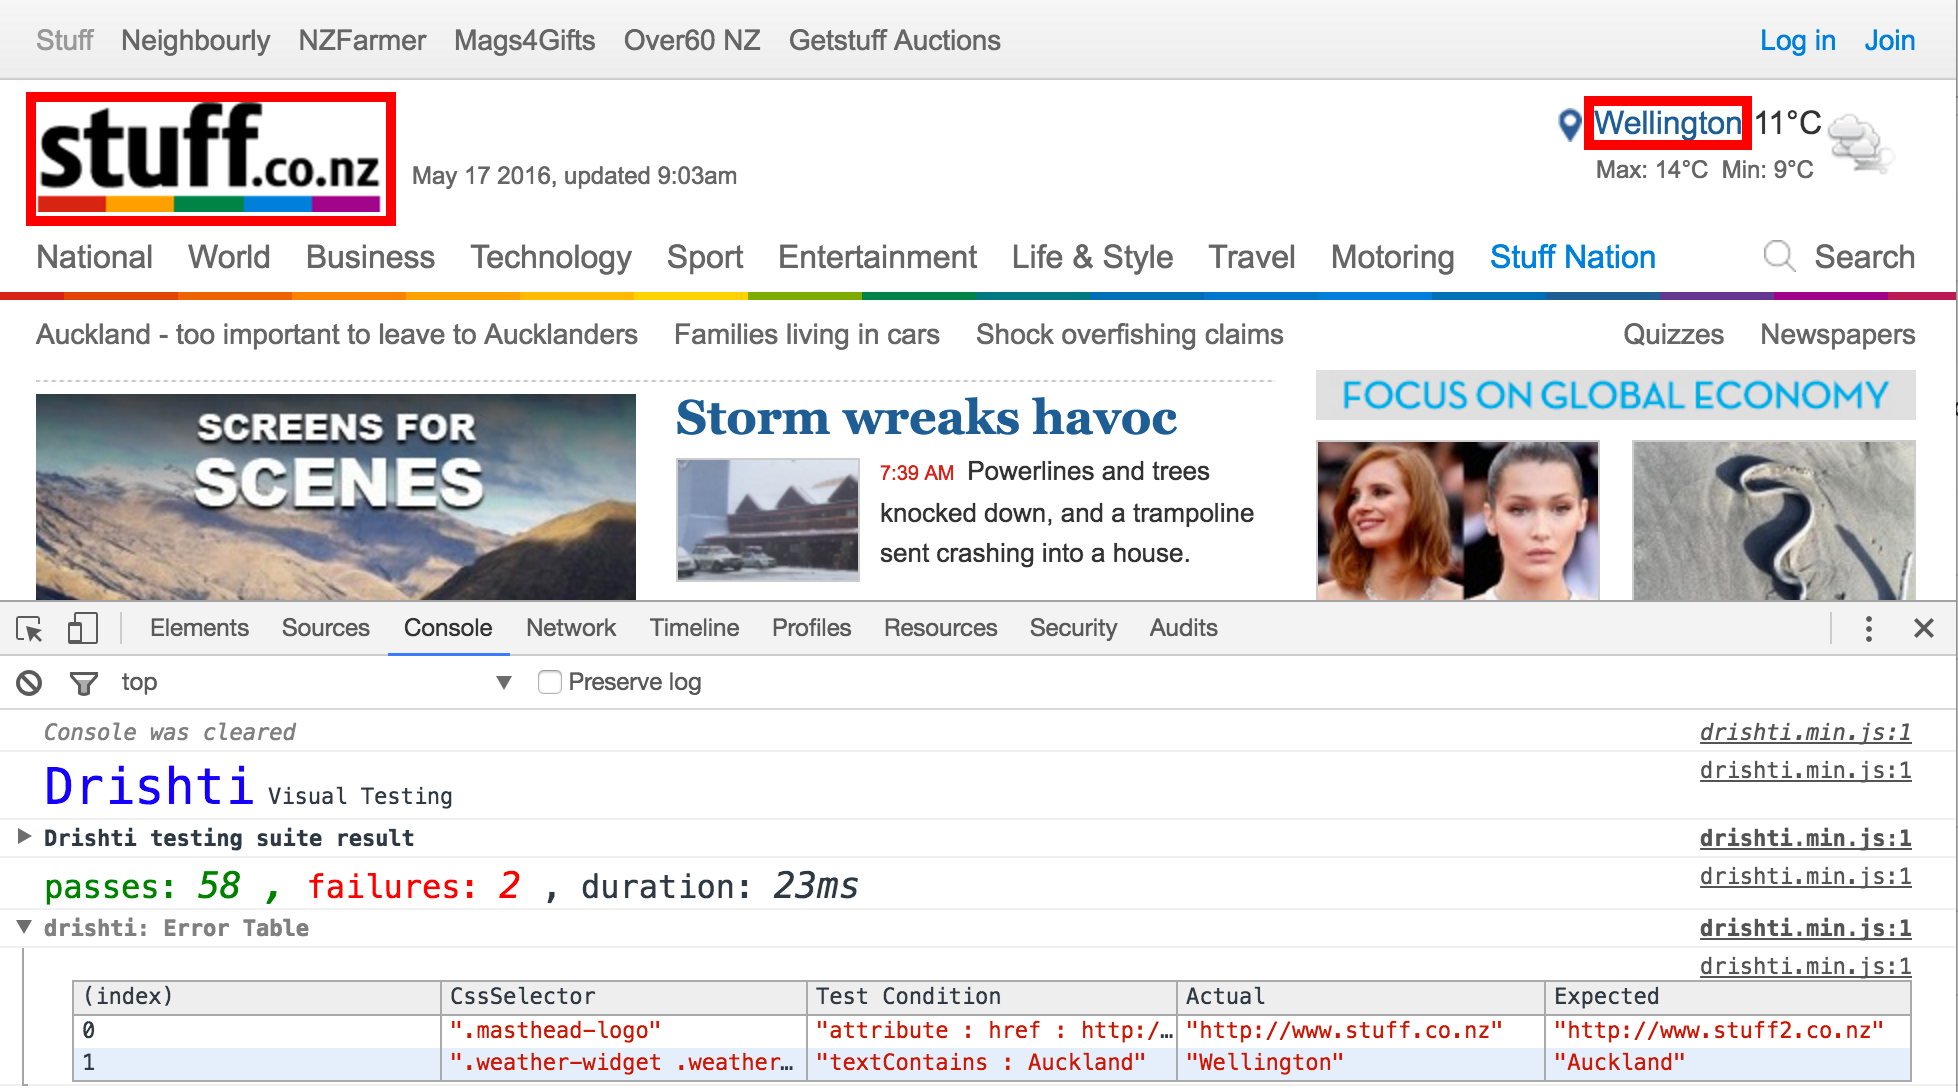 Stuff Neighbourly NZFarmer Mags4Gifts Over60 NZ Getstuff Auctions Log in Join
stuff.co.nz May 17 2016, updated 9:03am
Wellington 11°C
Max: 14°C Min: 9°C
National World Business Technology Sport Entertainment Life & Style Travel Motoring Stuff Nation Search
Auckland - too important to leave to Aucklanders Families living in cars Shock overfishing claims Quizzes Newspapers
SCREENS FOR
SCENES
Storm wreaks havoc
7:39 AM Powerlines and trees
knocked down, and a trampoline
sent crashing into a house.
FOCUS ON GLOBAL ECONOMY
Elements Sources Console Network Timeline Profiles Resources Security Audits
top Preserve log
Console was cleared drishti.min.js:1
Drishti Visual Testing drishti.min.js:1
Drishti testing suite result drishti.min.js:1
passes: 58 , failures: 2 , duration: 23ms drishti.min.js:1
drishti: Error Table drishti.min.js:1
drishti.min.js:1
(index) CssSelector Test Condition Actual Expected
0 ".masthead-logo" "attribute : href : http:/… "http://www.stuff.co.nz" "http://www.stuff2.co.nz"
1 ".weather-widget .weather… "textContains : Auckland" "Wellington" "Auckland"